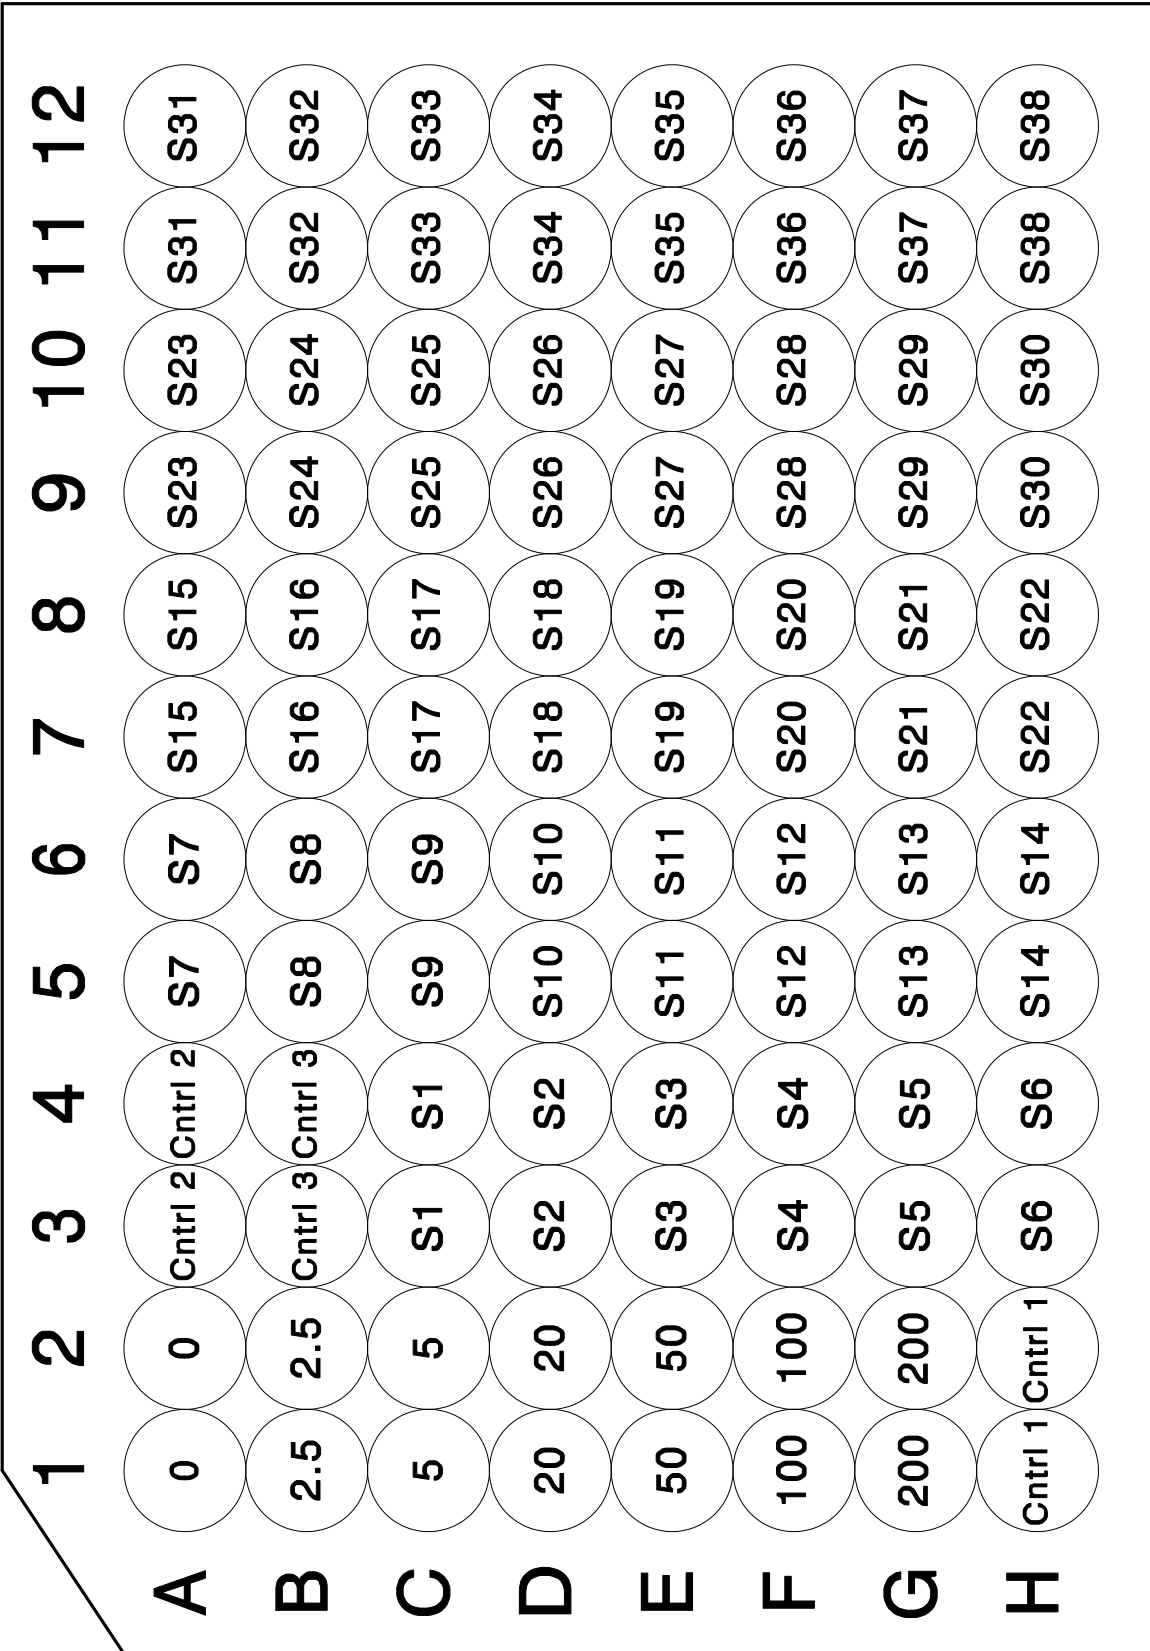 1 2 3 4 5 6 7 8 9 10 11 12
A 0 0 Cntrl 2 Cntrl 2 S7 S7 S15 S15 S23 S23 S31 S31
B 2.5 2.5 Cntrl 3 Cntrl 3 S8 S8 S16 S16 S24 S24 S32 S32
C 5 5 S1 S1 S9 S9 S17 S17 S25 S25 S33 S33
D 20 20 S2 S2 S10 S10 S18 S18 S26 S26 S34 S34
E 50 50 S3 S3 S11 S11 S19 S19 S27 S27 S35 S35
F 100 100 S4 S4 S12 S12 S20 S20 S28 S28 S36 S36
G 200 200 S5 S5 S13 S13 S21 S21 S29 S29 S37 S37
H Cntrl 1 Cntrl 1 S6 S6 S14 S14 S22 S22 S30 S30 S38 S38